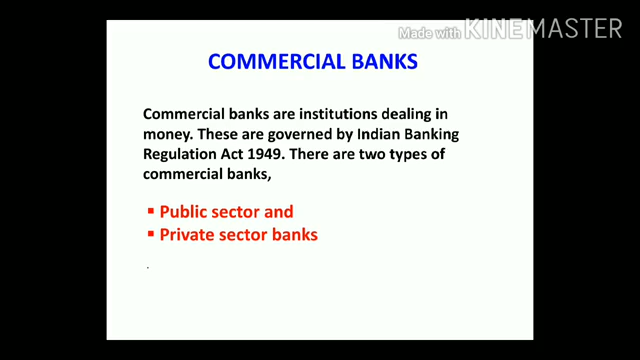 Made with KINEMASTER
COMMERCIAL BANKS
Commercial banks are institutions dealing in
money. These are governed by Indian Banking
Regulation Act 1949. There are two types of
commercial banks,
▪ Public sector and
▪ Private sector banks
.